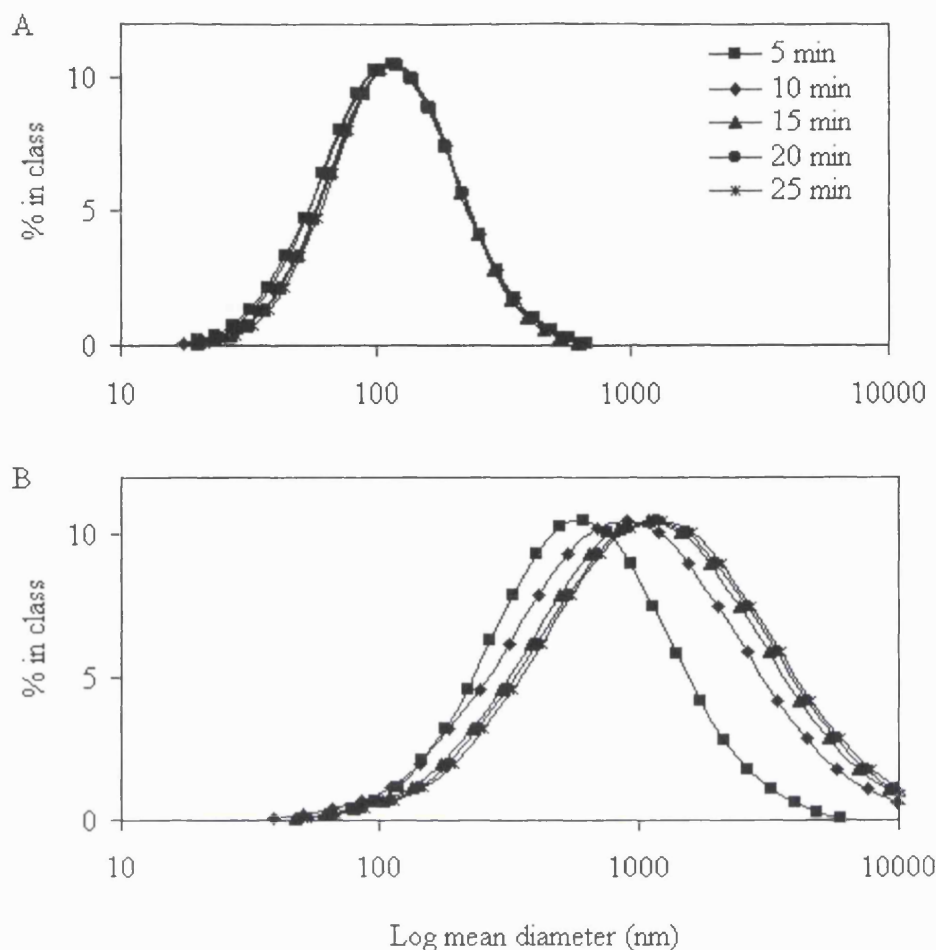 A
% in class
10
5
0
5 min
10 min
15 min
20 min
25 min
10 100 1000 10000
B
% in class
10
5
0
10 100 1000 10000
Log mean diameter (nm)